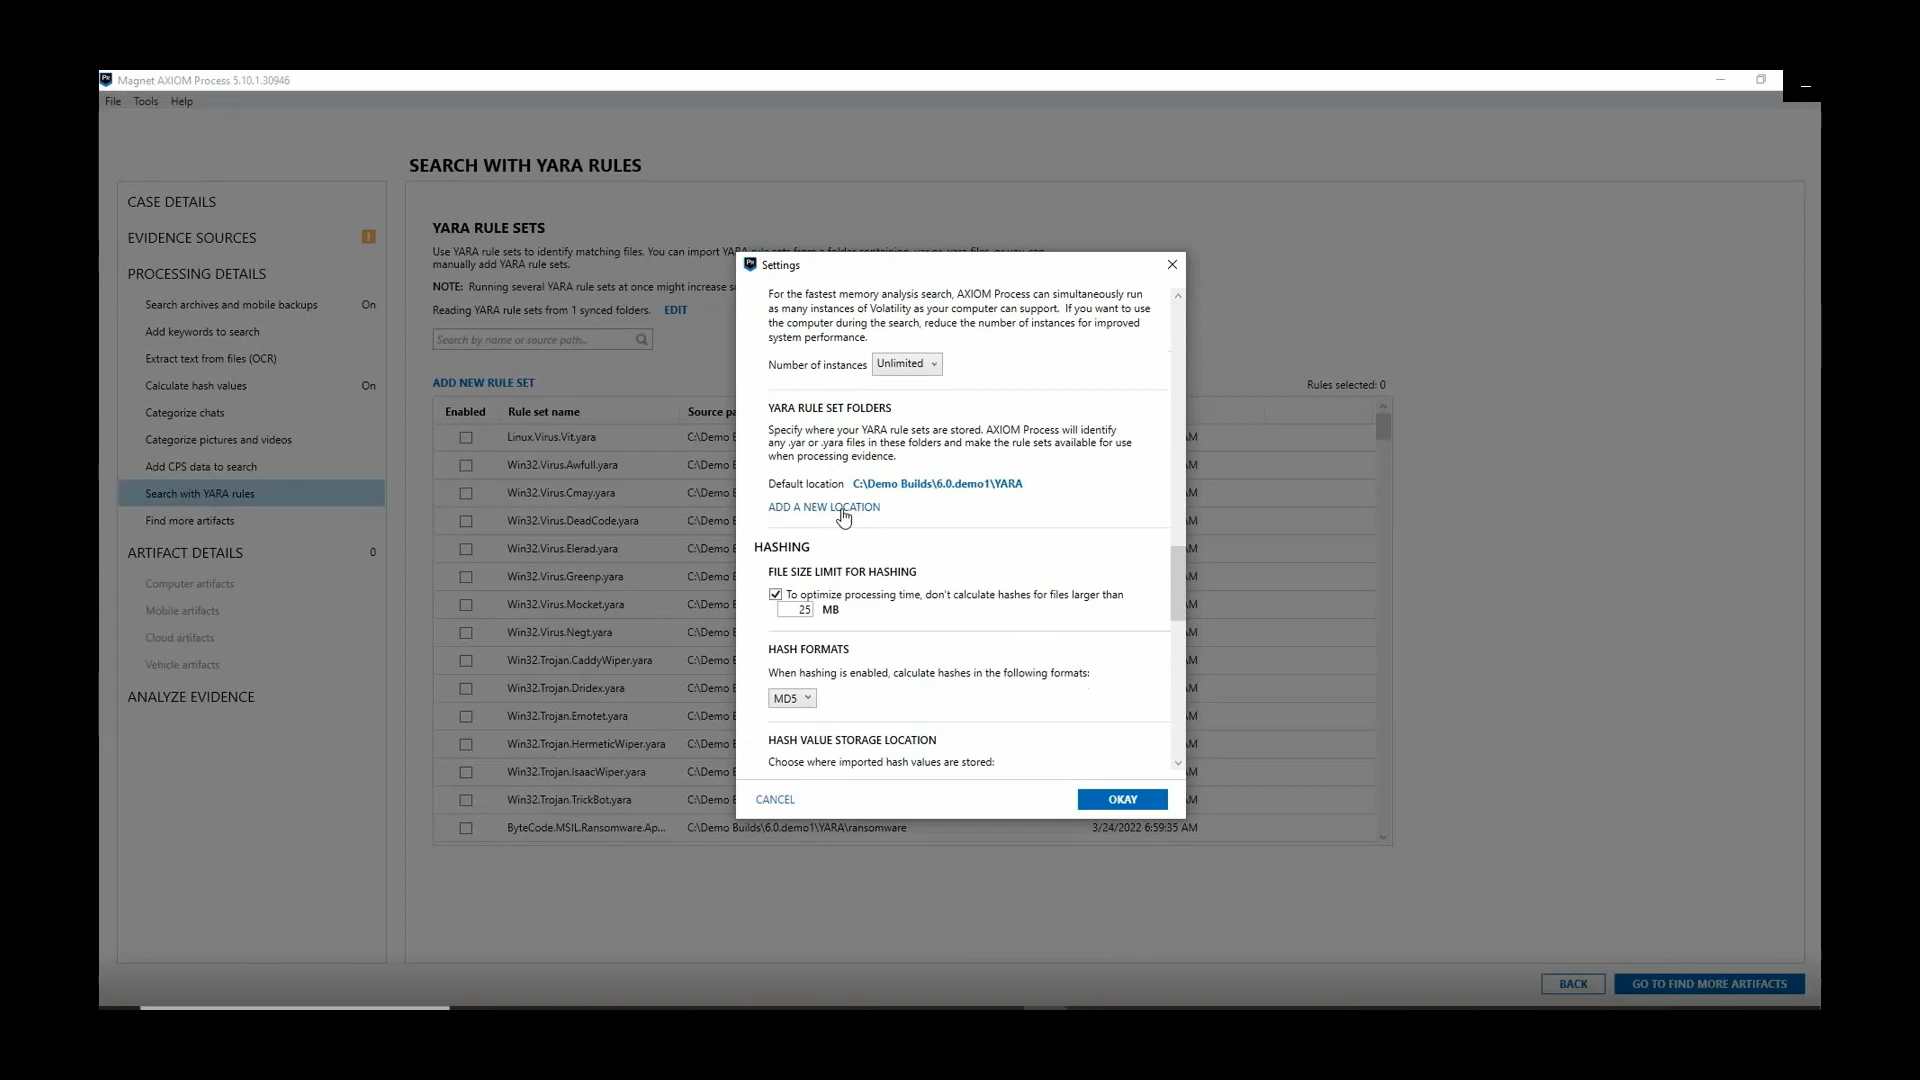 Magnet AXIOM Process 5.10.1.30946
File Tools Help
SEARCH WITH YARA RULES
CASE DETAILS
EVIDENCE SOURCES
PROCESSING DETAILS
Search archives and mobile backups On
Add keywords to search
Extract text from files (OCR)
Calculate hash values On
Categorize chats
Categorize pictures and videos
Add CPS data to search
Search with YARA rules
Find more artifacts
ARTIFACT DETAILS 0
Computer artifacts
Mobile artifacts
Cloud artifacts
Vehicle artifacts
ANALYZE EVIDENCE
YARA RULE SETS
Use YARA rule sets to identify matching files. You can import
manually add YARA rule sets.
NOTE: Running several YARA rule sets at once might increase
Reading YARA rule sets from 1 synced folders. EDIT
Search by name or source path...
ADD NEW RULE SET
Rules selected: 0
Enabled Rule set name Source
Linux.Virus.Vit.yara C:\Demo
Win32.Virus.Awfull.yara C:\Demo
Win32.Virus.Cmay.yara C:\Demo
Win32.Virus.DeadCode.yara C:\Demo
Win32.Virus.Elerad.yara C:\Demo
Win32.Virus.Greenp.yara C:\Demo
Win32.Virus.Mocket.yara C:\Demo
Win32.Virus.Negt.yara C:\Demo
Win32.Trojan.CaddyWiper.yara C:\Demo
Win32.Trojan.Dridex.yara C:\Demo
Win32.Trojan.Emotet.yara C:\Demo
Win32.Trojan.HermeticWiper.yara C:\Demo
Win32.Trojan.IsaacWiper.yara C:\Demo
Win32.Trojan.TrickBot.yara C:\Demo
ByteCode.MSIL.Ransomware.Ap... C:\Demo Builds\6.0.demo1\YARA\ransomware 3/24/2022 6:59:35 AM
Settings
For the fastest memory analysis search, AXIOM Process can simultaneously run
as many instances of Volatility as your computer can support. If you want to use
the computer during the search, reduce the number of instances for improved
system performance.
Number of instances Unlimited
YARA RULE SET FOLDERS
Specify where your YARA rule sets are stored. AXIOM Process will identify
any .yar or .yara files in these folders and make the rule sets available for use
when processing evidence.
Default location C:\Demo Builds\6.0.demo1\YARA
ADD A NEW LOCATION
HASHING
FILE SIZE LIMIT FOR HASHING
To optimize processing time, don't calculate hashes for files larger than
25 MB
HASH FORMATS
When hashing is enabled, calculate hashes in the following formats:
MD5
HASH VALUE STORAGE LOCATION
Choose where imported hash values are stored:
CANCEL OKAY
BACK GO TO FIND MORE ARTIFACTS